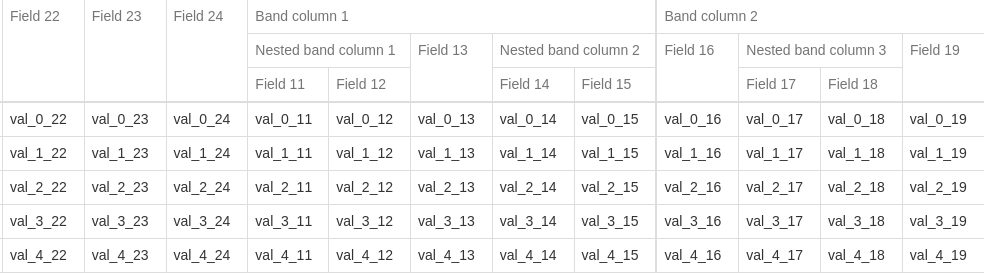 Field 22 Field 23 Field 24 Band column 1 Band column 2
Nested band column 1 Field 13 Nested band column 2 Field 16 Nested band column 3 Field 19
Field 11 Field 12 Field 14 Field 15 Field 17 Field 18
val_0_22 val_0_23 val_0_24 val_0_11 val_0_12 val_0_13 val_0_14 val_0_15 val_0_16 val_0_17 val_0_18 val_0_19
val_1_22 val_1_23 val_1_24 val_1_11 val_1_12 val_1_13 val_1_14 val_1_15 val_1_16 val_1_17 val_1_18 val_1_19
val_2_22 val_2_23 val_2_24 val_2_11 val_2_12 val_2_13 val_2_14 val_2_15 val_2_16 val_2_17 val_2_18 val_2_19
val_3_22 val_3_23 val_3_24 val_3_11 val_3_12 val_3_13 val_3_14 val_3_15 val_3_16 val_3_17 val_3_18 val_3_19
val_4_22 val_4_23 val_4_24 val_4_11 val_4_12 val_4_13 val_4_14 val_4_15 val_4_16 val_4_17 val_4_18 val_4_19